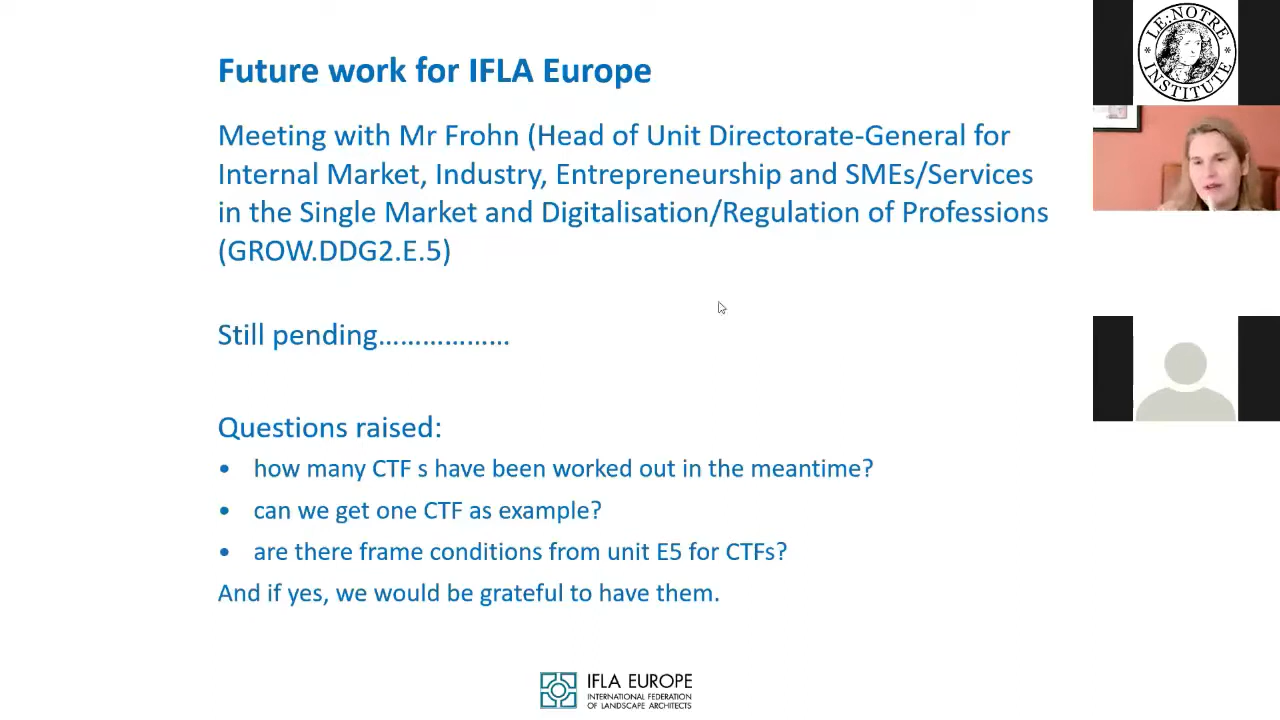 Future work for IFLA Europe
Meeting with Mr Frohn (Head of Unit Directorate-General for
Internal Market, Industry, Entrepreneurship and SMEs/Services
in the Single Market and Digitalisation/Regulation of Professions
(GROW.DDG2.E.5)
Still pending………………
Questions raised:
• how many CTF s have been worked out in the meantime?
• can we get one CTF as example?
• are there frame conditions from unit E5 for CTFs?
And if yes, we would be grateful to have them.
IFLA EUROPE
INTERNATIONAL FEDERATION
OF LANDSCAPE ARCHITECTS
LE:NOTRE
INSTITUTE